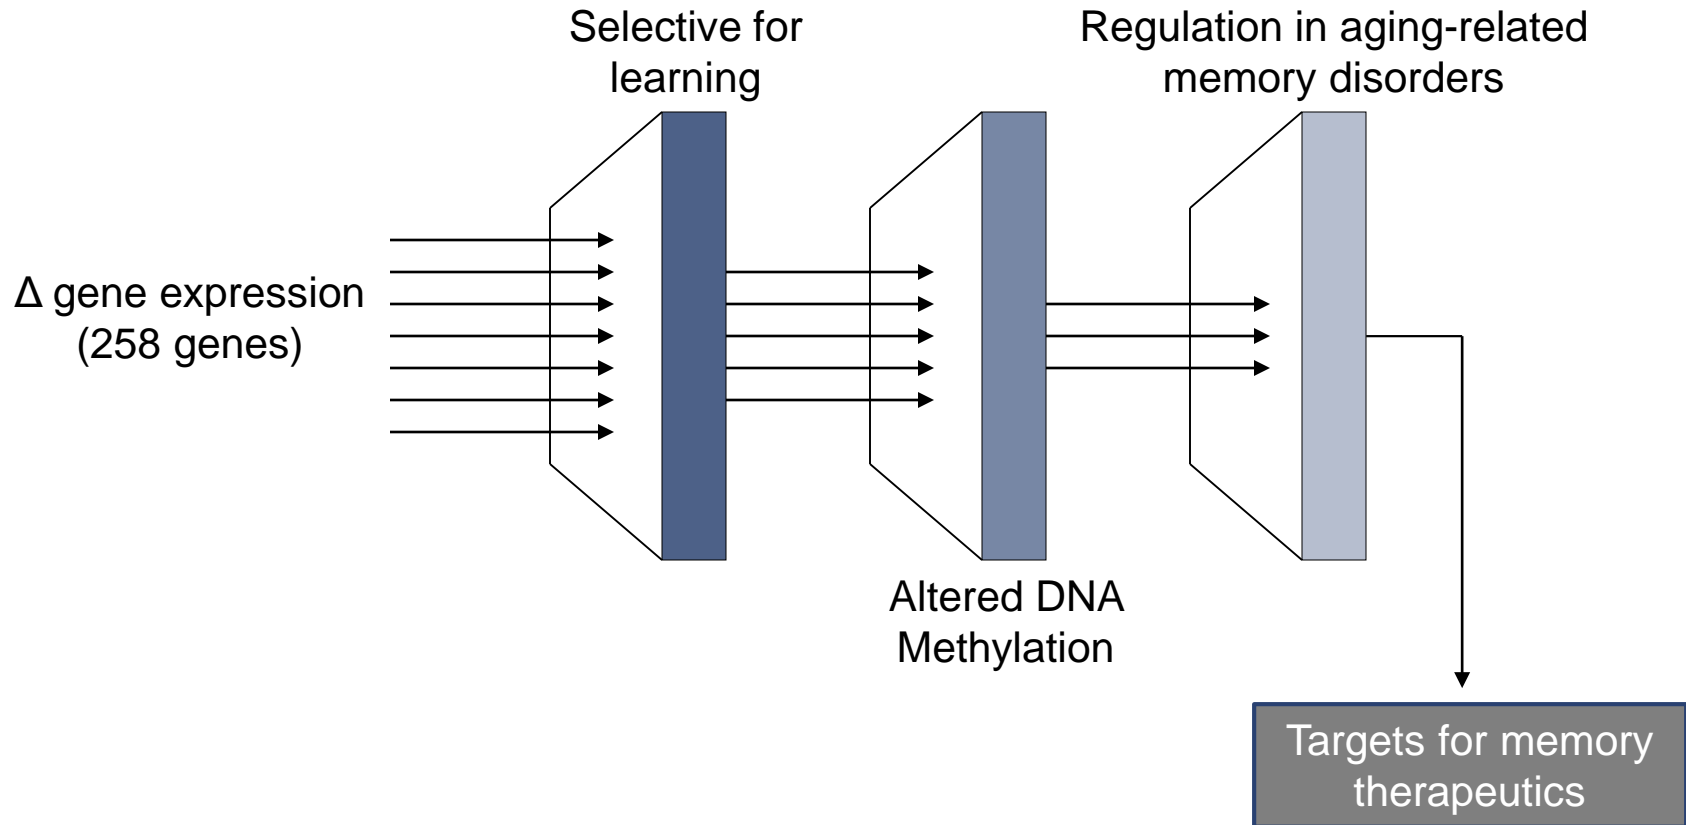 Selective for
learning
Regulation in aging-related
memory disorders
Δ gene expression
(258 genes)
Altered DNA
Methylation
Targets for memory
therapeutics